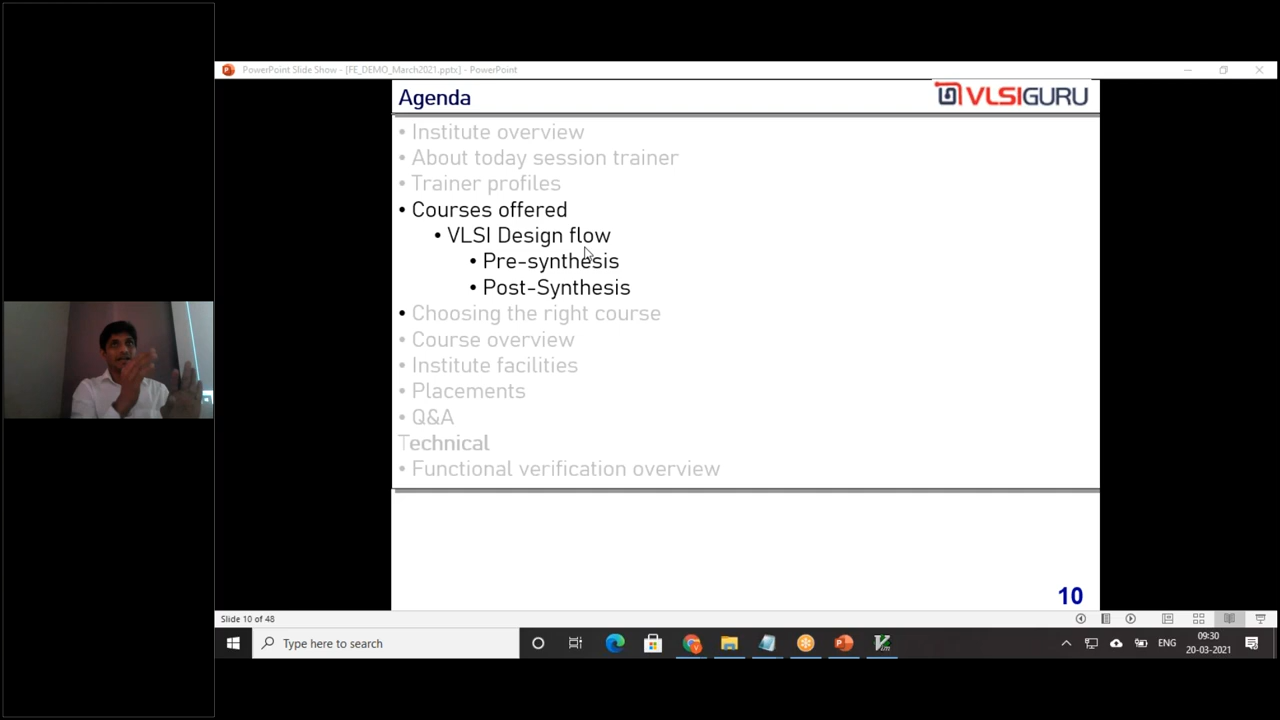 PowerPoint Slide Show - [FE_DEMO_March2021.pptx] - PowerPoint
Agenda
VLSIGURU
• Institute overview
• About today session trainer
• Trainer profiles
• Courses offered
• VLSI Design flow
• Pre-synthesis
• Post-Synthesis
• Choosing the right course
• Course overview
• Institute facilities
• Placements
• Q&A
Technical
• Functional verification overview
10
Slide 10 of 48
Type here to search
ENG
09:30
20-03-2021